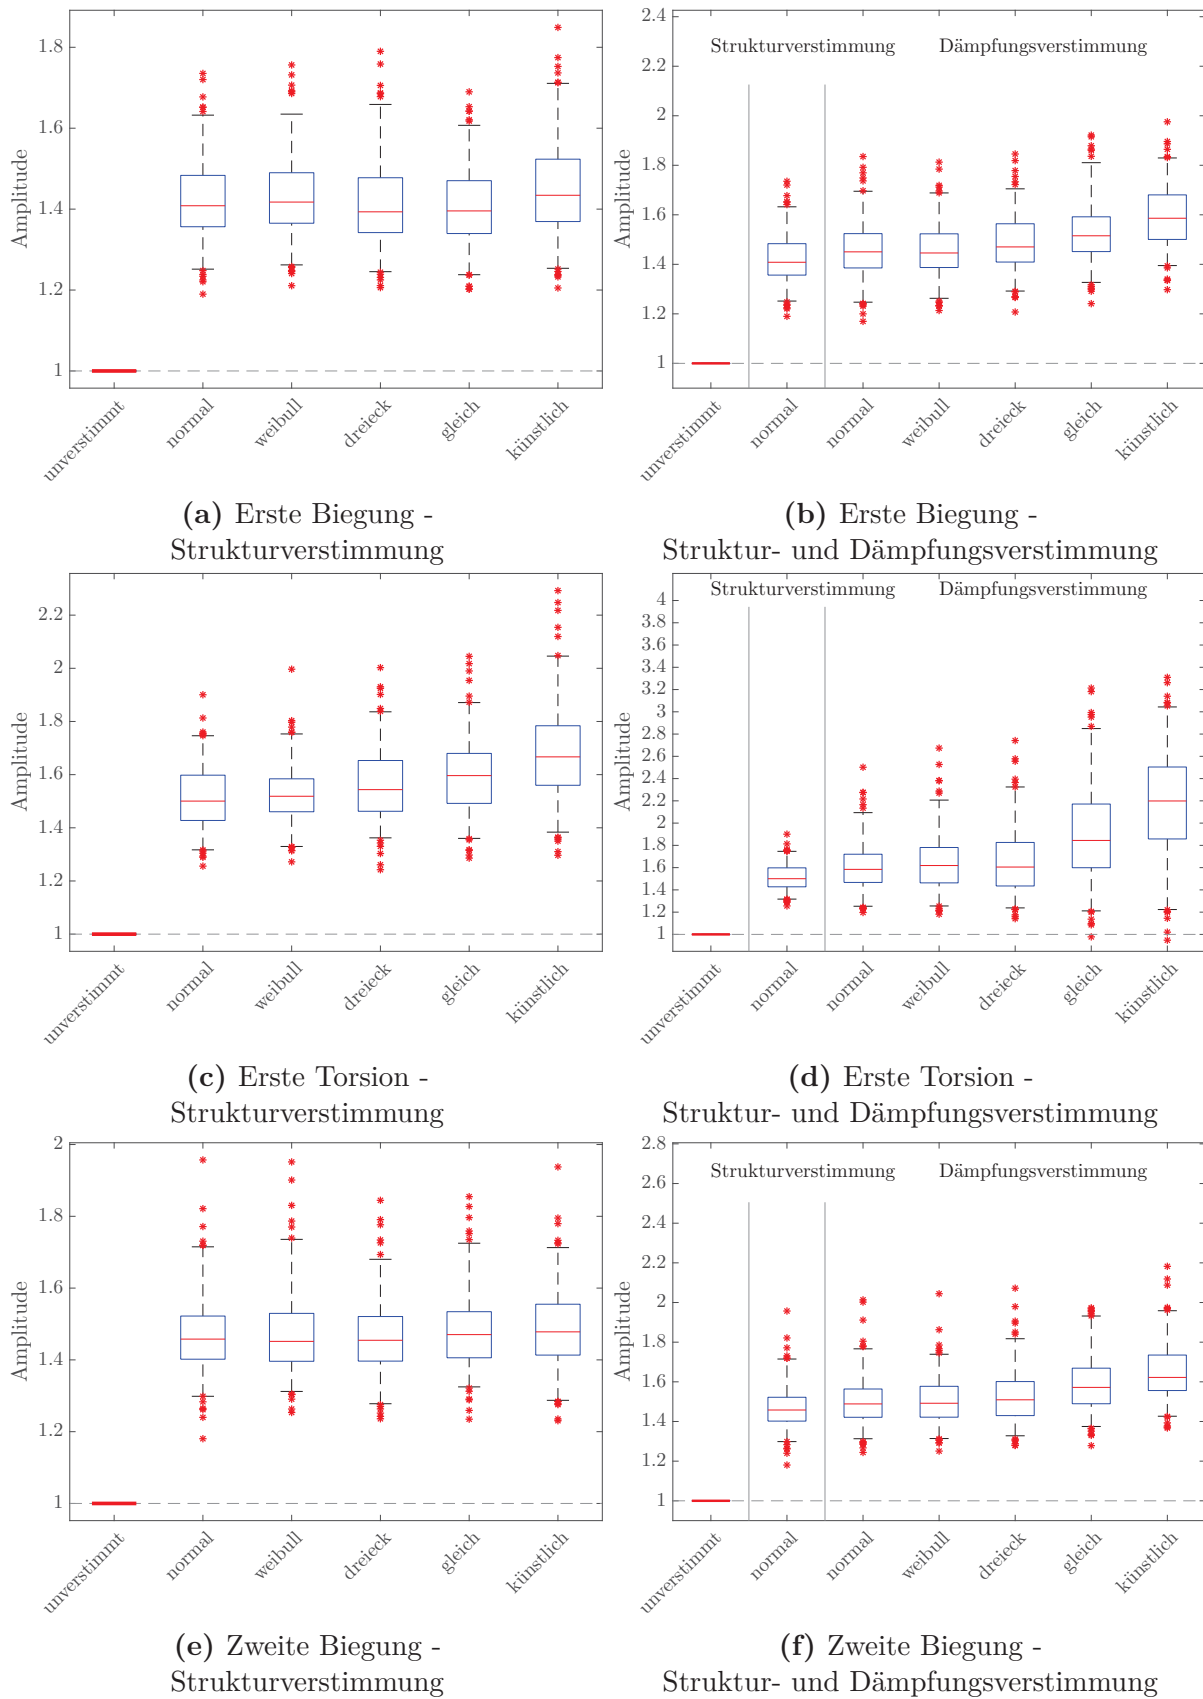 1.8
1.6
1.4
1.2
1
Amplitude
unverstimmt
normal
weibull
dreieck
gleich
künstlich
(a) Erste Biegung -
Strukturverstimmung
2.4
2.2
2
1.8
1.6
1.4
1.2
1
Amplitude
Strukturverstimmung
Dämpfungsverstimmung
unverstimmt
normal
normal
weibull
dreieck
gleich
künstlich
(b) Erste Biegung -
Struktur- und Dämpfungsverstimmung
2.2
2
1.8
1.6
1.4
1.2
1
Amplitude
unverstimmt
normal
weibull
dreieck
gleich
künstlich
(c) Erste Torsion -
Strukturverstimmung
4
3.8
3.6
3.4
3.2
3
2.8
2.6
2.4
2.2
2
1.8
1.6
1.4
1.2
1
Amplitude
Strukturverstimmung
Dämpfungsverstimmung
unverstimmt
normal
normal
weibull
dreieck
gleich
künstlich
(d) Erste Torsion -
Struktur- und Dämpfungsverstimmung
2
1.8
1.6
1.4
1.2
1
Amplitude
unverstimmt
normal
weibull
dreieck
gleich
künstlich
(e) Zweite Biegung -
Strukturverstimmung
2.8
2.6
2.4
2.2
2
1.8
1.6
1.4
1.2
1
Amplitude
Strukturverstimmung
Dämpfungsverstimmung
unverstimmt
normal
normal
weibull
dreieck
gleich
künstlich
(f) Zweite Biegung -
Struktur- und Dämpfungsverstimmung